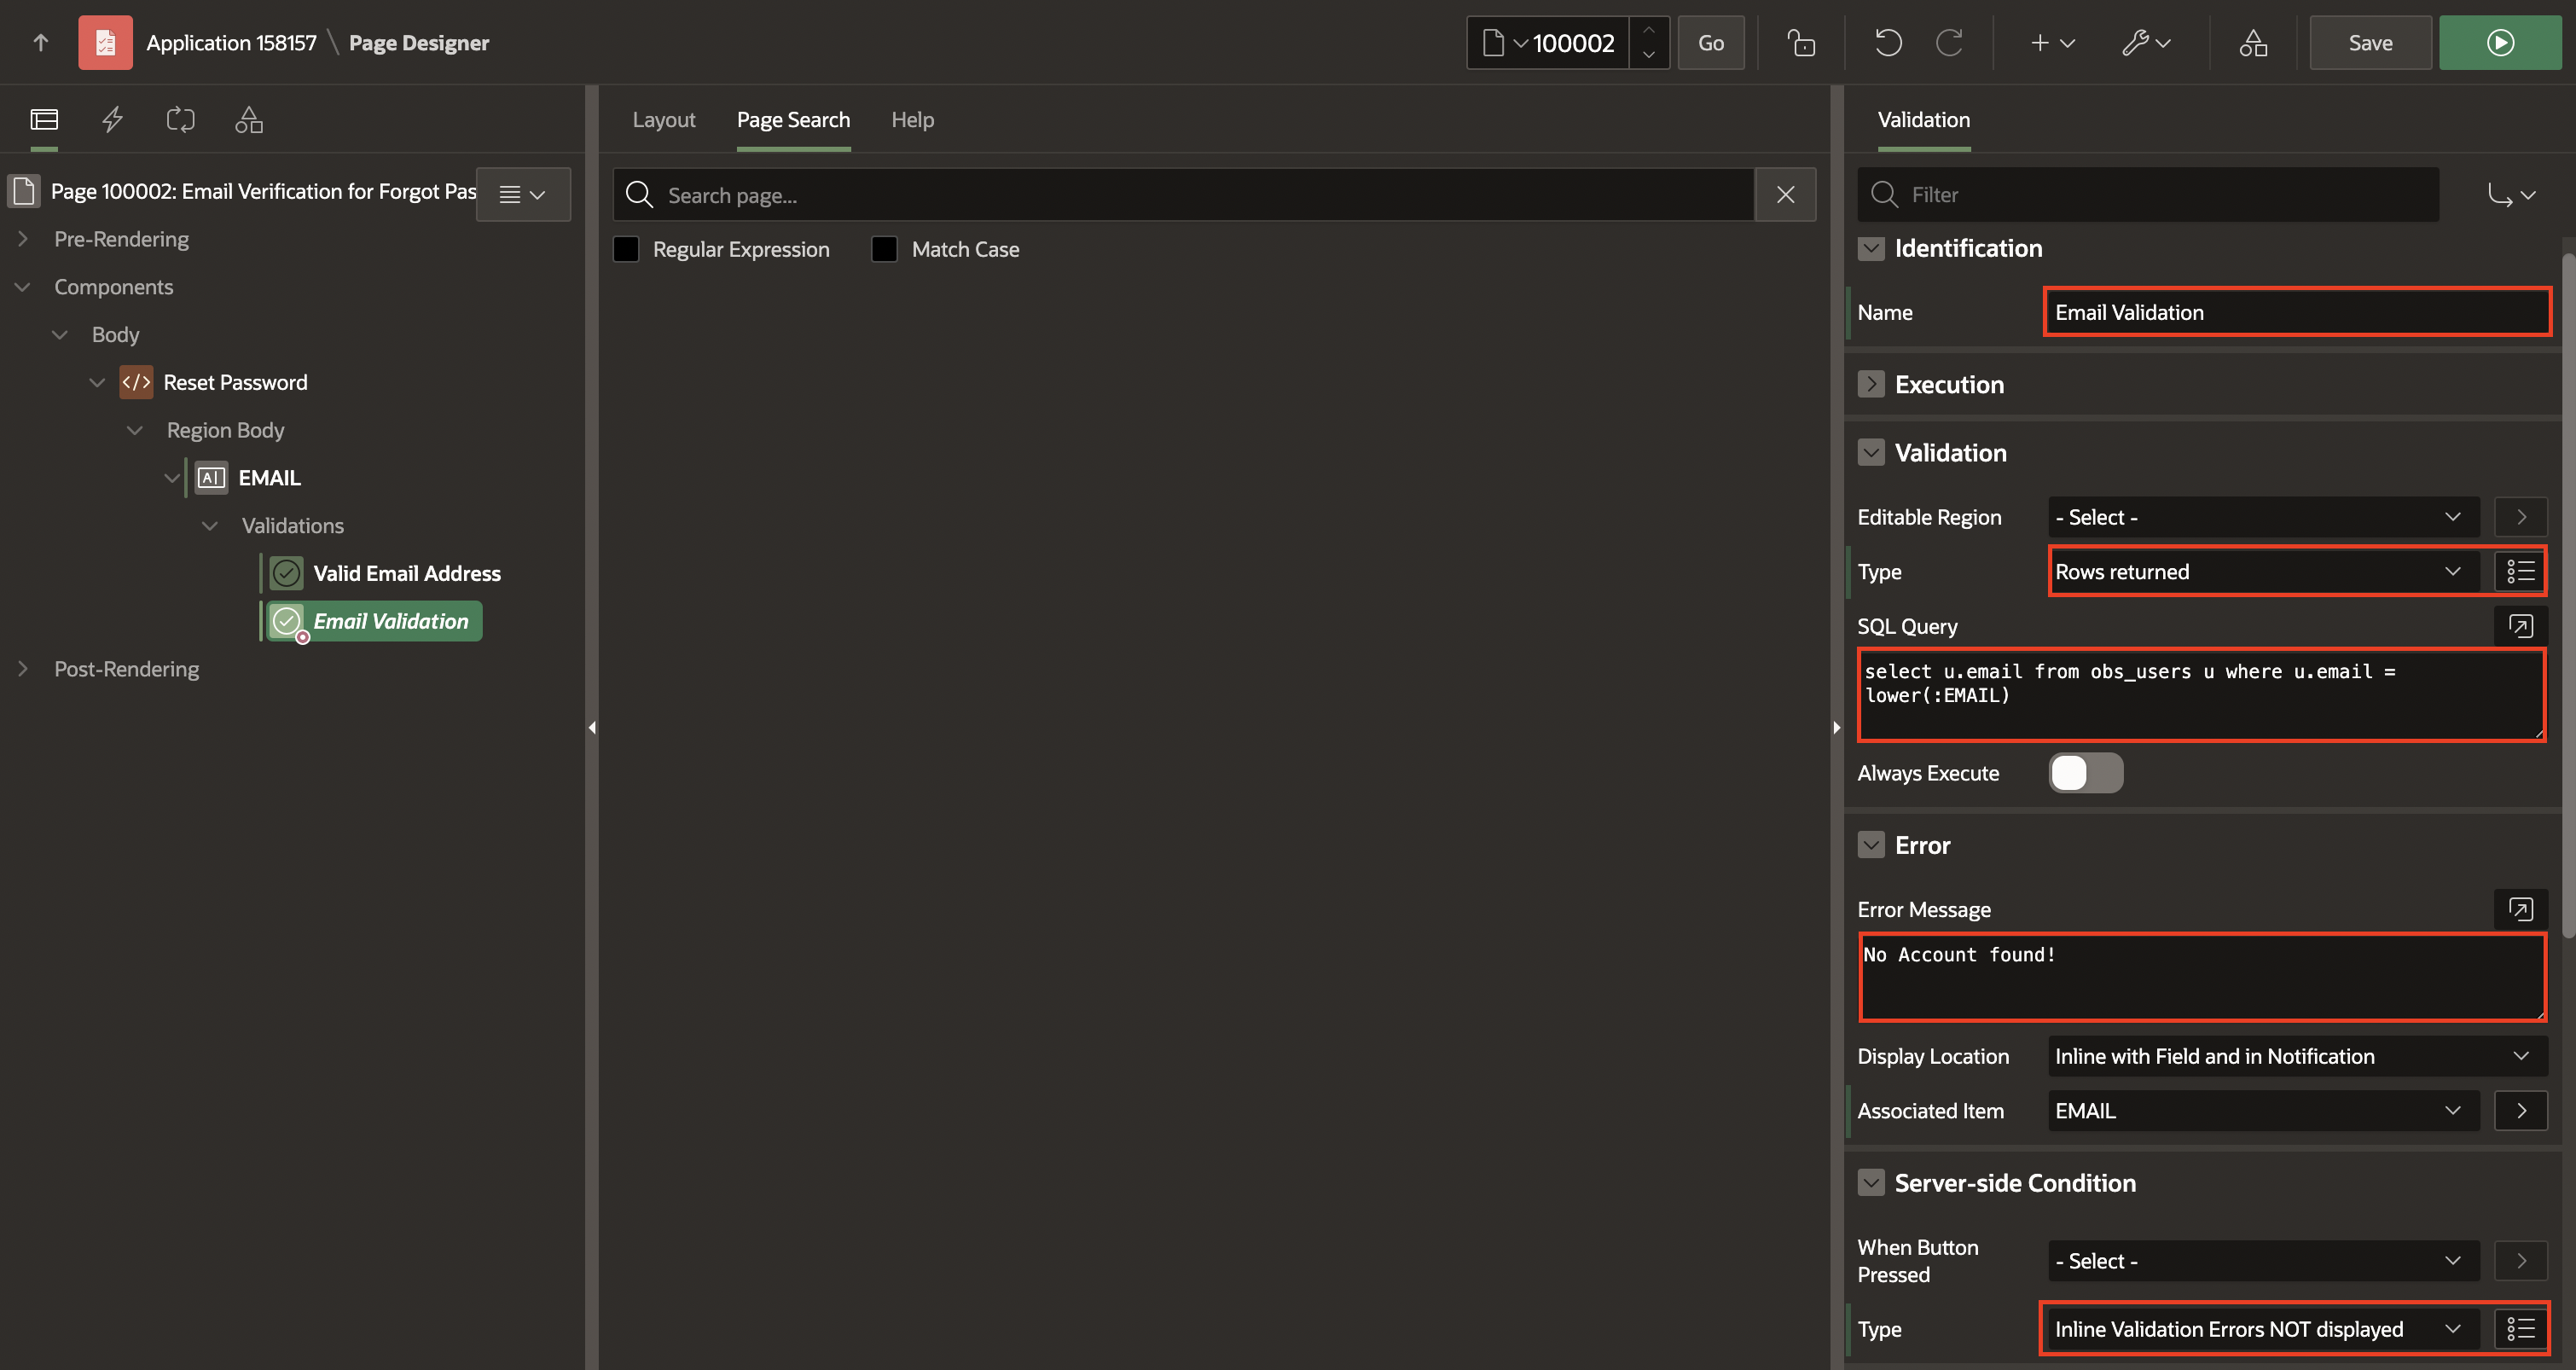 Application 158157 \ Page Designer
100002
Go
Save
Layout
Page Search
Help
Validation
Page 100002: Email Verification for Forgot Pas
Pre-Rendering
Components
Body
</> Reset Password
Region Body
A| EMAIL
Validations
Valid Email Address
Email Validation
Post-Rendering
Search page...
Regular Expression
Match Case
Filter
Identification
Name
Email Validation
Execution
Validation
Editable Region
- Select -
Type
Rows returned
SQL Query
select u.email from obs_users u where u.email =
lower(:EMAIL)
Always Execute
Error
Error Message
No Account found!
Display Location
Inline with Field and in Notification
Associated Item
EMAIL
Server-side Condition
When Button
Pressed
- Select -
Type
Inline Validation Errors NOT displayed